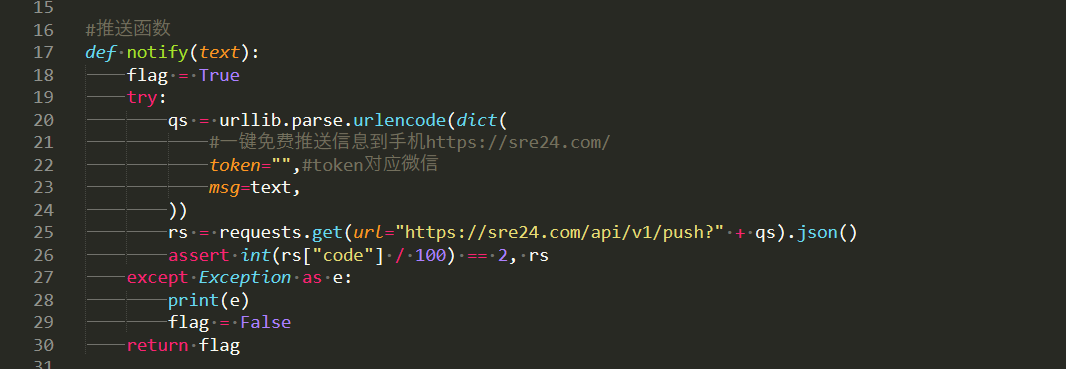 15
16 #推送函数
17 def notify(text):
18 flag = True
19 try:
20 qs = urllib.parse.urlencode(dict(
21 #一键免费推送信息到手机https://sre24.com/
22 token="",#token对应微信
23 msg=text,
24 ))
25 rs = requests.get(url="https://sre24.com/api/v1/push?" + qs).json()
26 assert int(rs["code"] / 100) == 2, rs
27 except Exception as e:
28 print(e)
29 flag = False
30 return flag
31